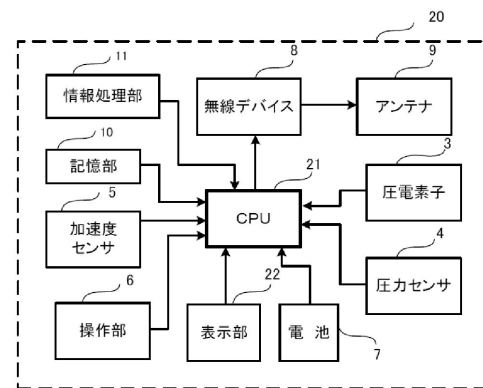 20
11
8
9
情報処理部
無線デバイス
アンテナ
10
記憶部
21
3
5
CPU
圧電素子
加速度
センサ
4
6
22
圧力センサ
操作部
表示部
電 池
7